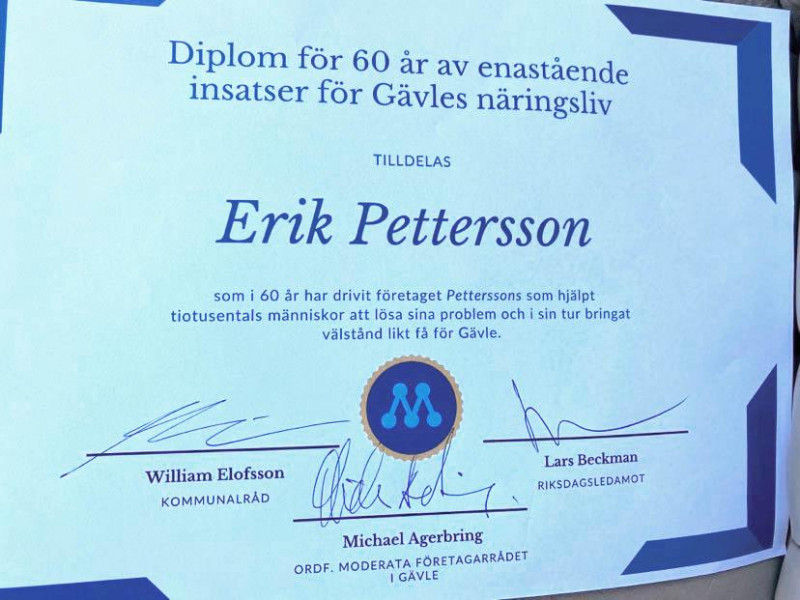 Diplom för 60 år av enastående
insatser för Gävles näringsliv
TILLDELAS
Erik Pettersson
som i 60 år har drivit företaget Petterssons som hjälpt
tiotusentals människor att lösa sina problem och i sin tur bringat
välstånd likt få för Gävle.
M
William Elofsson
KOMMUNALRÅD
Lars Beckman
RIKSDAGSLEDAMOT
Michael Agerbring
ORDF. MODERATA FÖRETAGARRÅDET
I GÄVLE